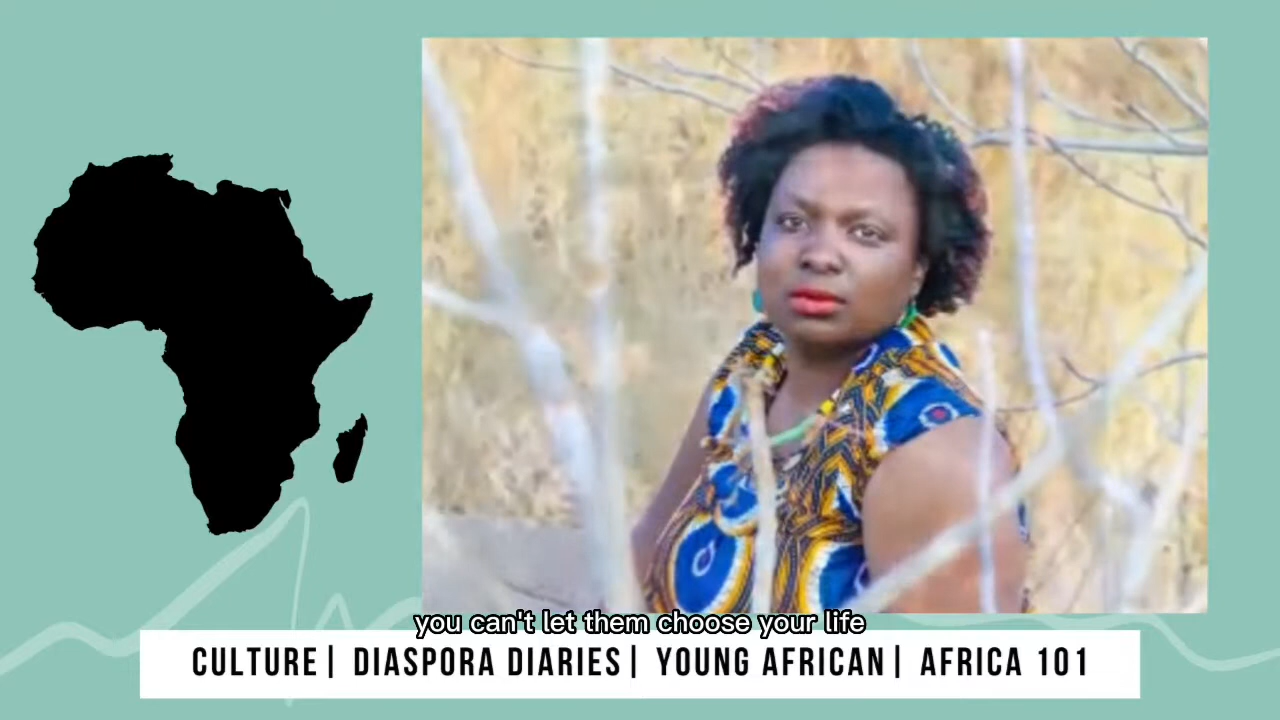 you can't let them choose your life
CULTURE| DIASPORA DIARIES| YOUNG AFRICAN| AFRICA 101